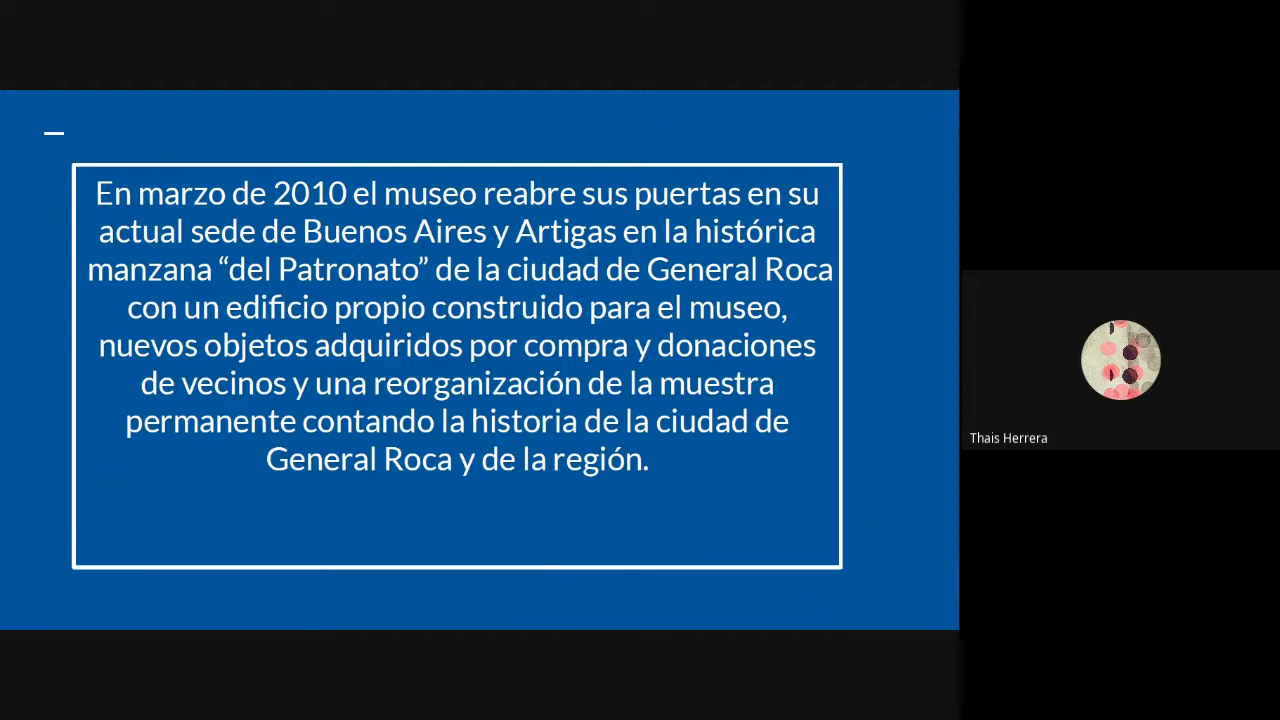 En marzo de 2010 el museo reabre sus puertas en su
actual sede de Buenos Aires y Artigas en la histórica
manzana “del Patronato” de la ciudad de General Roca
con un edificio propio construido para el museo,
nuevos objetos adquiridos por compra y donaciones
de vecinos y una reorganización de la muestra
permanente contando la historia de la ciudad de
General Roca y de la región.
Thais Herrera